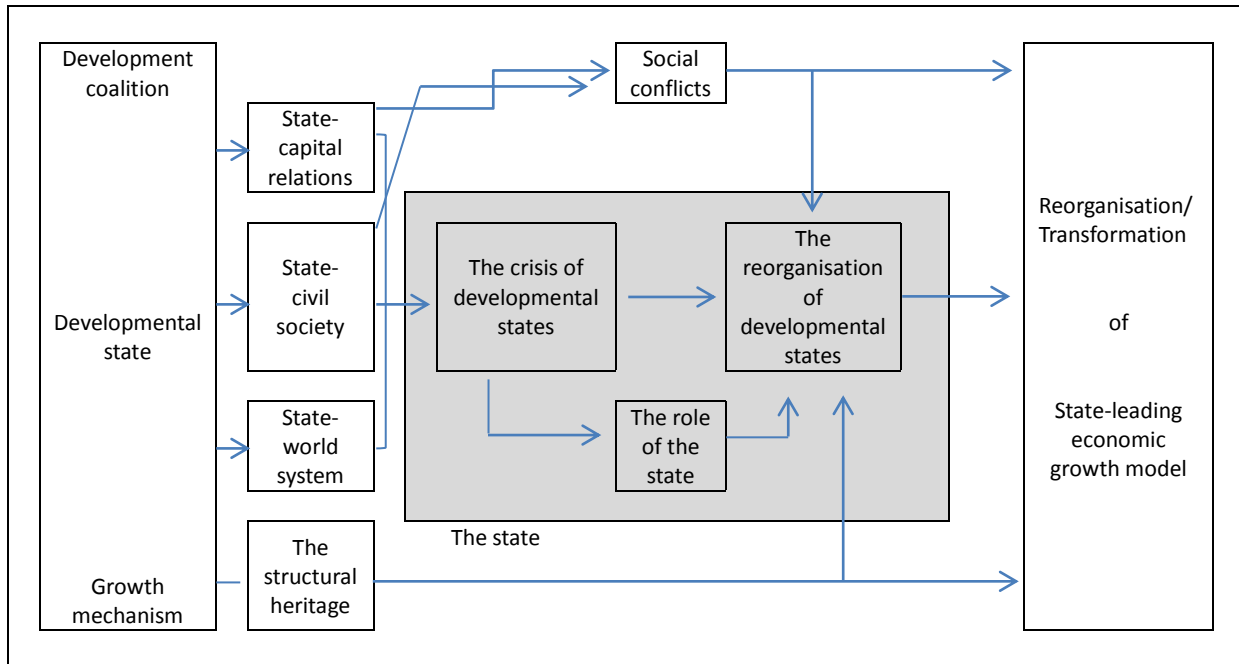 Development
coalition
Developmental
state
Growth
mechanism
State-
capital
relations
State-
civil
society
State-
world
system
The
structural
heritage
Social
conflicts
The crisis of
developmental
states
The
reorganisation
of
developmental
states
The role
of the
state
The state
Reorganisation/
Transformation
of
State-leading
economic
growth model